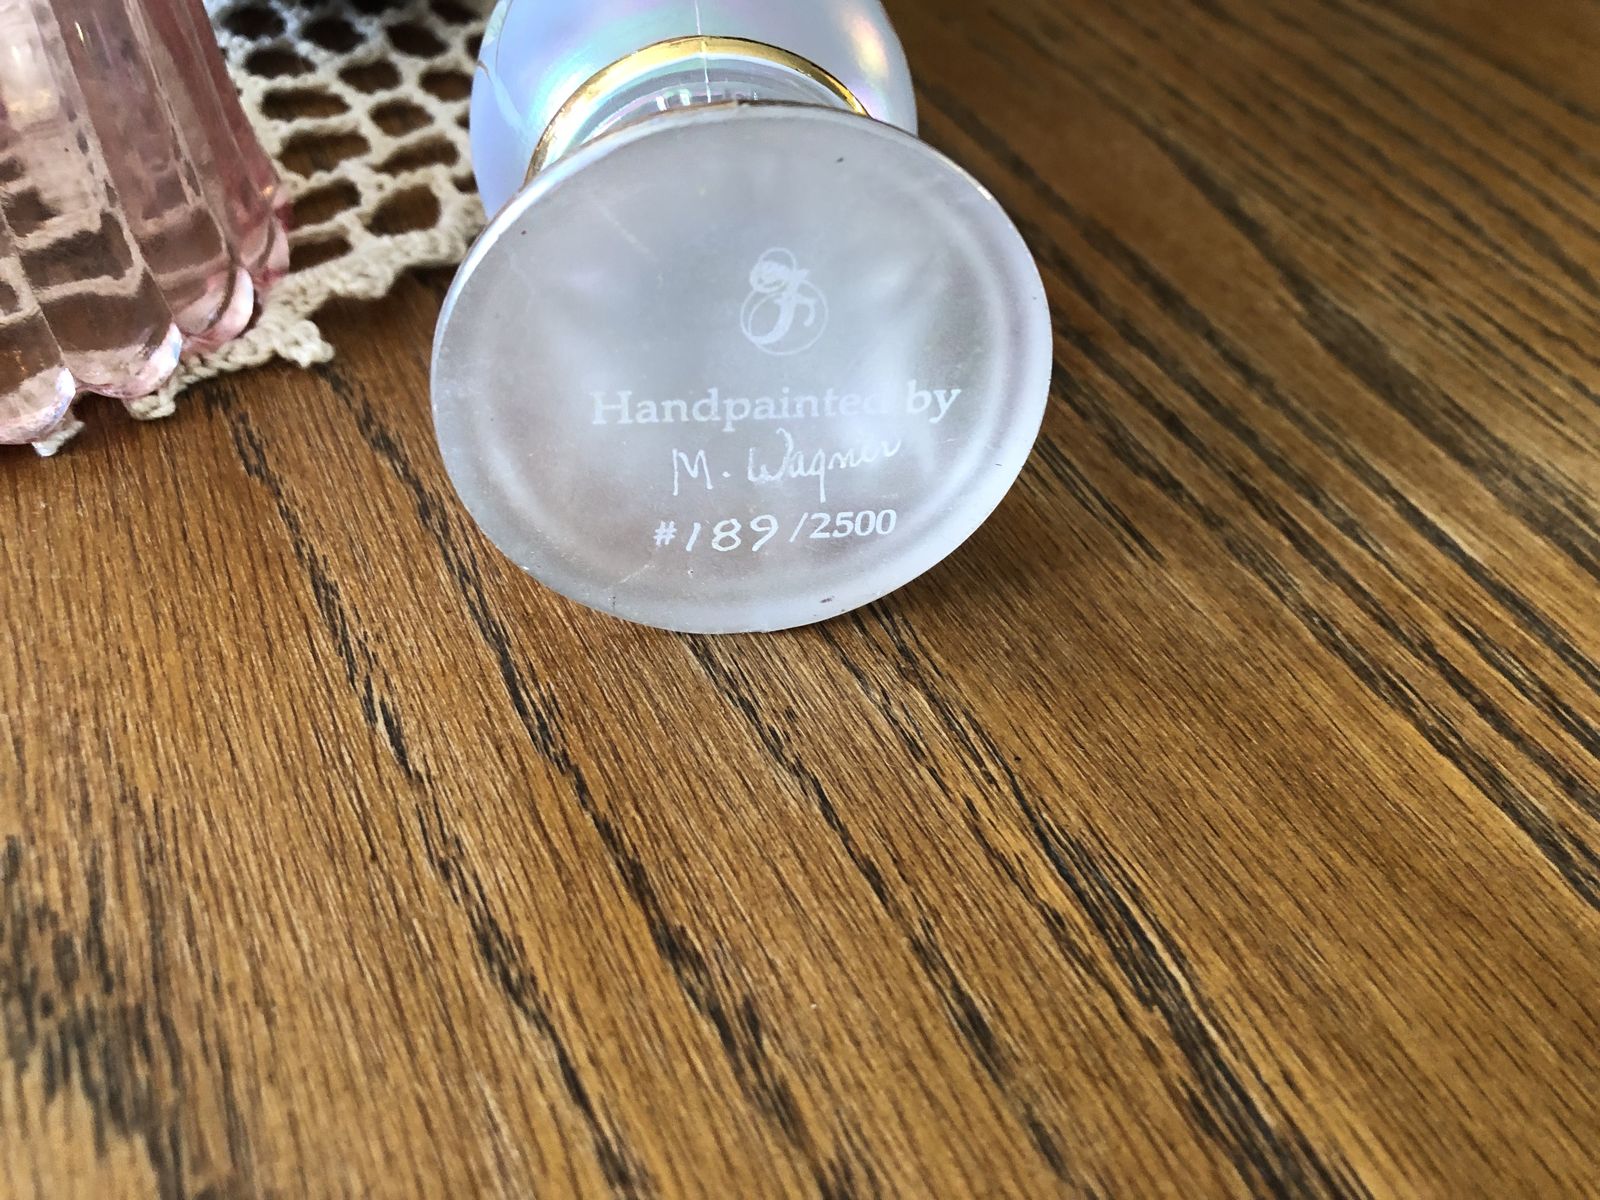 Handpainted by
M. Wagner
#189/2500